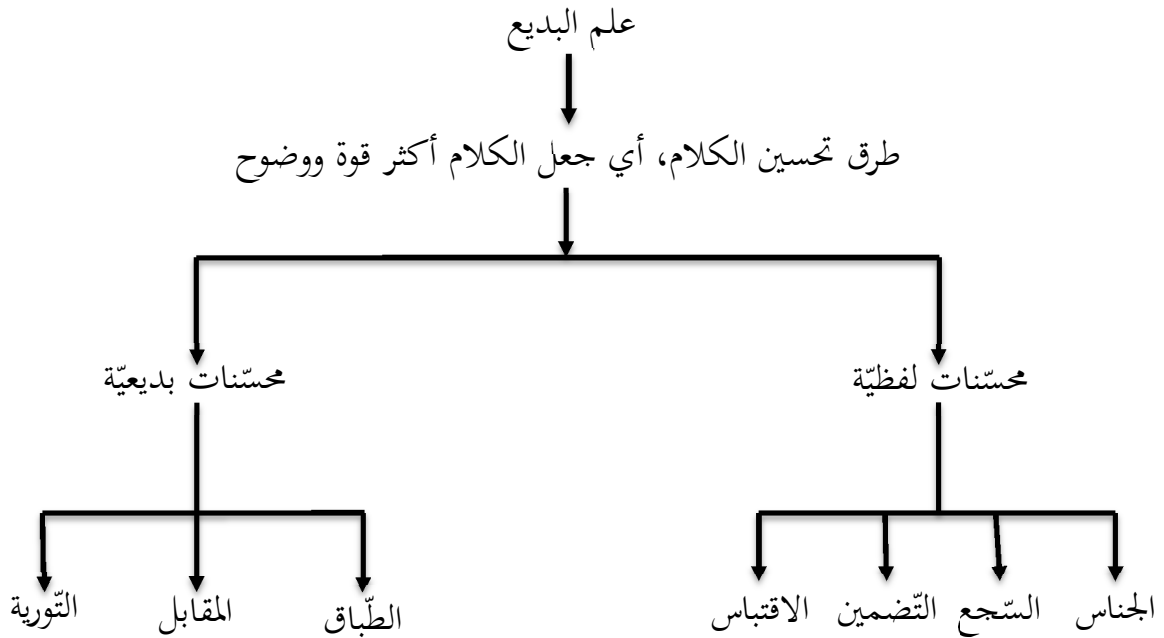 علم البديع
طرق تحسين الكلام، أي جعل الكلام أكثر قوة ووضوح
محسّنات لفظيّة
محسّنات بديعيّة
الجناس
السّجع
التّضمين
الاقتباس
الطّباق
المقابل
التّورية